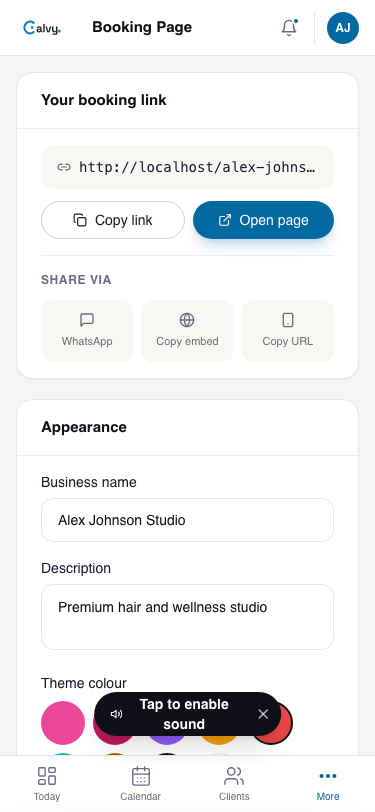 Calvy.
Booking Page
AJ
Your booking link
http://localhost/alex-johns…
Copy link
Open page
SHARE VIA
WhatsApp
Copy embed
Copy URL
Appearance
Business name
Alex Johnson Studio
Description
Premium hair and wellness studio
Theme colour
Tap to enable
sound
Today
Calendar
Clients
More